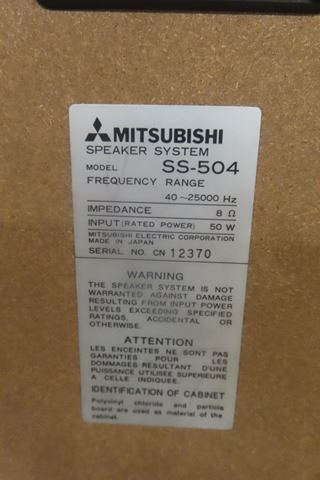 MITSUBISHI
SPEAKER SYSTEM
MODEL SS-504
FREQUENCY RANGE
40~25000 Hz
IMPEDANCE 8 Ω
INPUT (RATED POWER) 50 W
MITSUBISHI ELECTRIC CORPORATION
MADE IN JAPAN
SERIAL NO. CN 12370
WARNING
THE SPEAKER SYSTEM IS NOT
WARRANTED AGAINST DAMAGE
RESULTING FROM INPUT POWER
LEVELS EXCEEDING SPECIFIED
RATINGS, ACCIDENTAL OR
OTHERWISE.
ATTENTION
LES ENCEINTES NE SONT PAS
GARANTIES POUR LES
DOMMAGES RESULTANT D'UNE
PUISSANCE UTILISEE SUPERIEURE
A CELLE INDIQUEE.
IDENTIFICATION OF CABINET
Polyvinyl chloride and particle
board are used as material of the
cabinet.